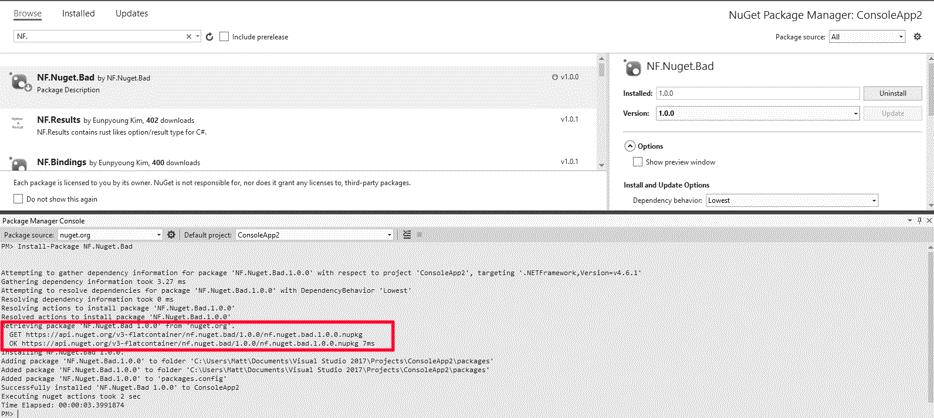 Browse Installed Updates
NuGet Package Manager: ConsoleApp2
NF.
Include prerelease
Package source: All
NF.Nuget.Bad by NF.Nuget.Bad
v1.0.0
Package Description
NF.Results by Eunpyoung Kim, 402 downloads
v1.0.1
NF.Results contains rust likes option/result type for C#.
NF.Bindings by Eunpyoung Kim, 400 downloads
v1.0.1
Each package is licensed to you by its owner. NuGet is not responsible for, nor does it grant any licenses to, third-party packages.
Do not show this again
NF.Nuget.Bad
Installed: 1.0.0 Uninstall
Version: 1.0.0 Update
Options
Show preview window
Install and Update Options
Dependency behavior: Lowest
Package Manager Console
Package source: nuget.org Default project: ConsoleApp2
PM> Install-Package NF.Nuget.Bad
Attempting to gather dependency information for package 'NF.Nuget.Bad.1.0.0' with respect to project 'ConsoleApp2', targeting '.NETFramework,Version=v4.6.1'
Gathering dependency information took 3.27 ms
Attempting to resolve dependencies for package 'NF.Nuget.Bad.1.0.0' with DependencyBehavior 'Lowest'
Resolving dependency information took 0 ms
Resolving actions to install package 'NF.Nuget.Bad.1.0.0'
Resolved actions to install package 'NF.Nuget.Bad.1.0.0'
Retrieving package 'NF.Nuget.Bad 1.0.0' from 'nuget.org'.
GET https://api.nuget.org/v3-flatcontainer/nf.nuget.bad/1.0.0/nf.nuget.bad.1.0.0.nupkg
OK https://api.nuget.org/v3-flatcontainer/nf.nuget.bad/1.0.0/nf.nuget.bad.1.0.0.nupkg 7ms
Installing NF.Nuget.Bad 1.0.0.
Adding package 'NF.Nuget.Bad.1.0.0' to folder 'C:\Users\Matt\Documents\Visual Studio 2017\Projects\ConsoleApp2\packages'
Added package 'NF.Nuget.Bad.1.0.0' to folder 'C:\Users\Matt\Documents\Visual Studio 2017\Projects\ConsoleApp2\packages'
Added package 'NF.Nuget.Bad.1.0.0' to 'packages.config'
Successfully installed 'NF.Nuget.Bad 1.0.0' to ConsoleApp2
Executing nuget actions took 2 sec
Time Elapsed: 00:00:03.3991874
PM>